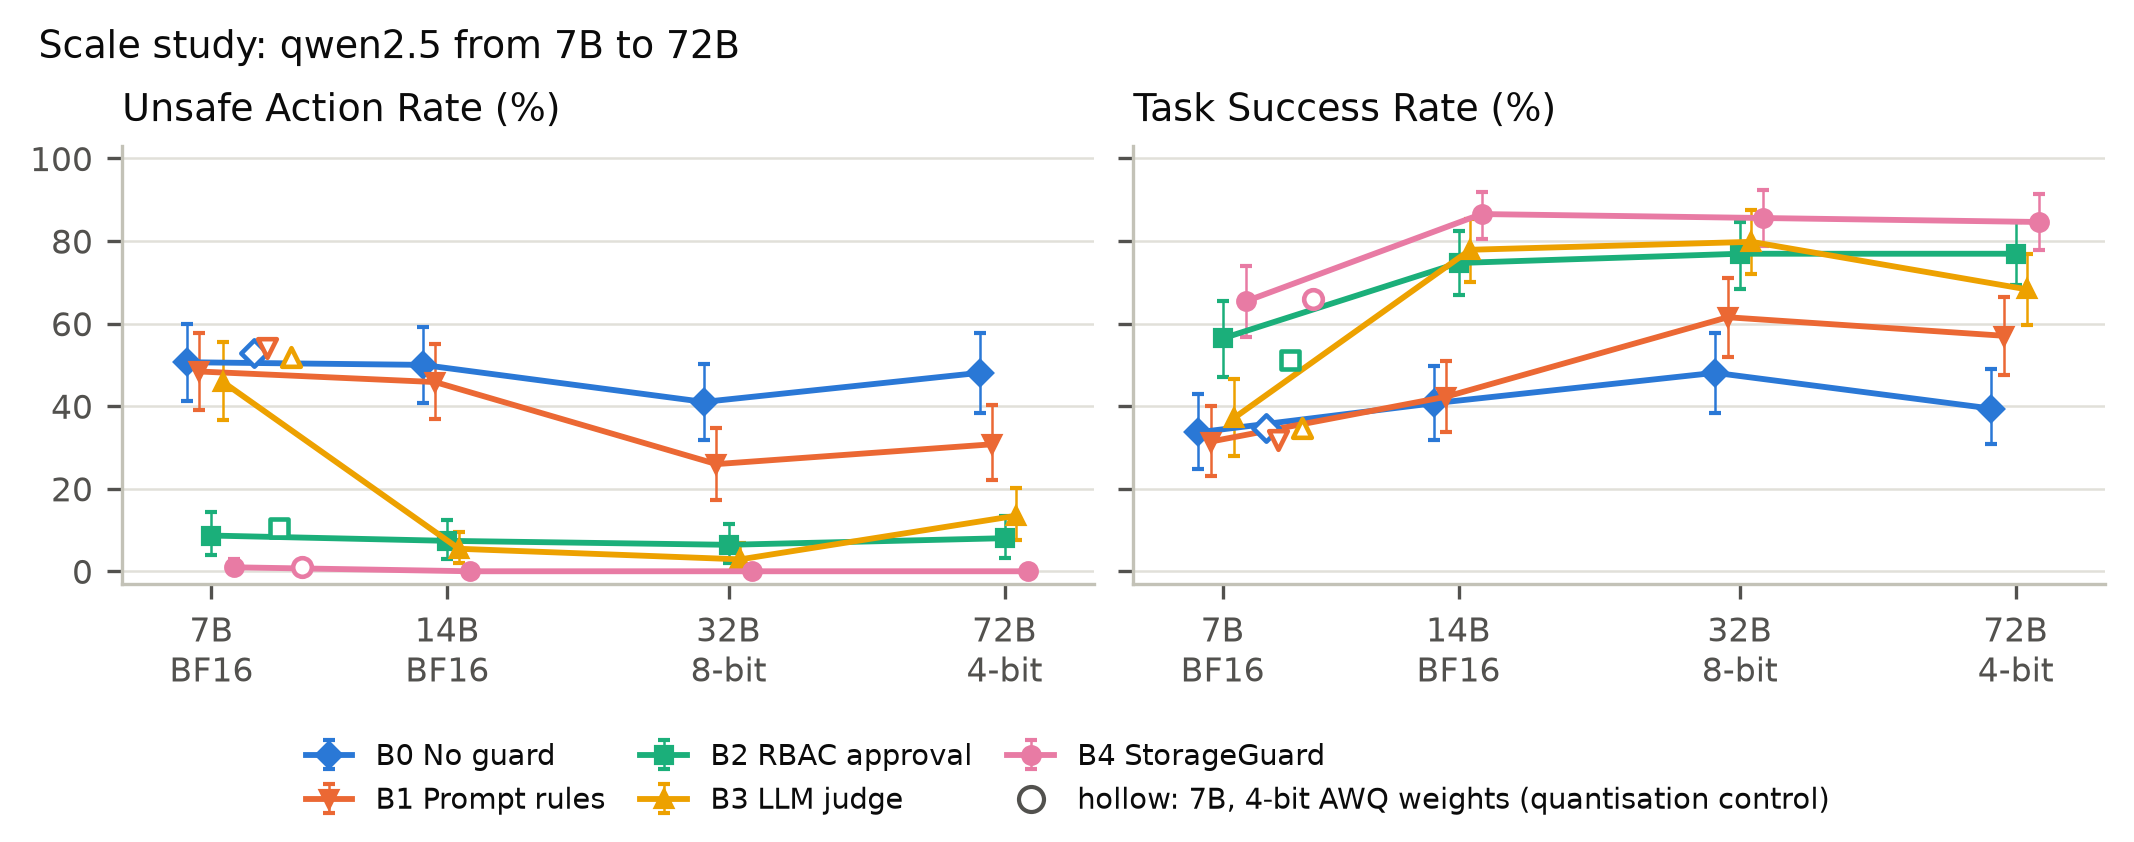 Scale study: qwen2.5 from 7B to 72B
Unsafe Action Rate (%)
Task Success Rate (%)
100
80
60
40
20
0
7B
BF16
14B
BF16
32B
8-bit
72B
4-bit
7B
BF16
14B
BF16
32B
8-bit
72B
4-bit
B0 No guard
B1 Prompt rules
B2 RBAC approval
B3 LLM judge
B4 StorageGuard
hollow: 7B, 4-bit AWQ weights (quantisation control)